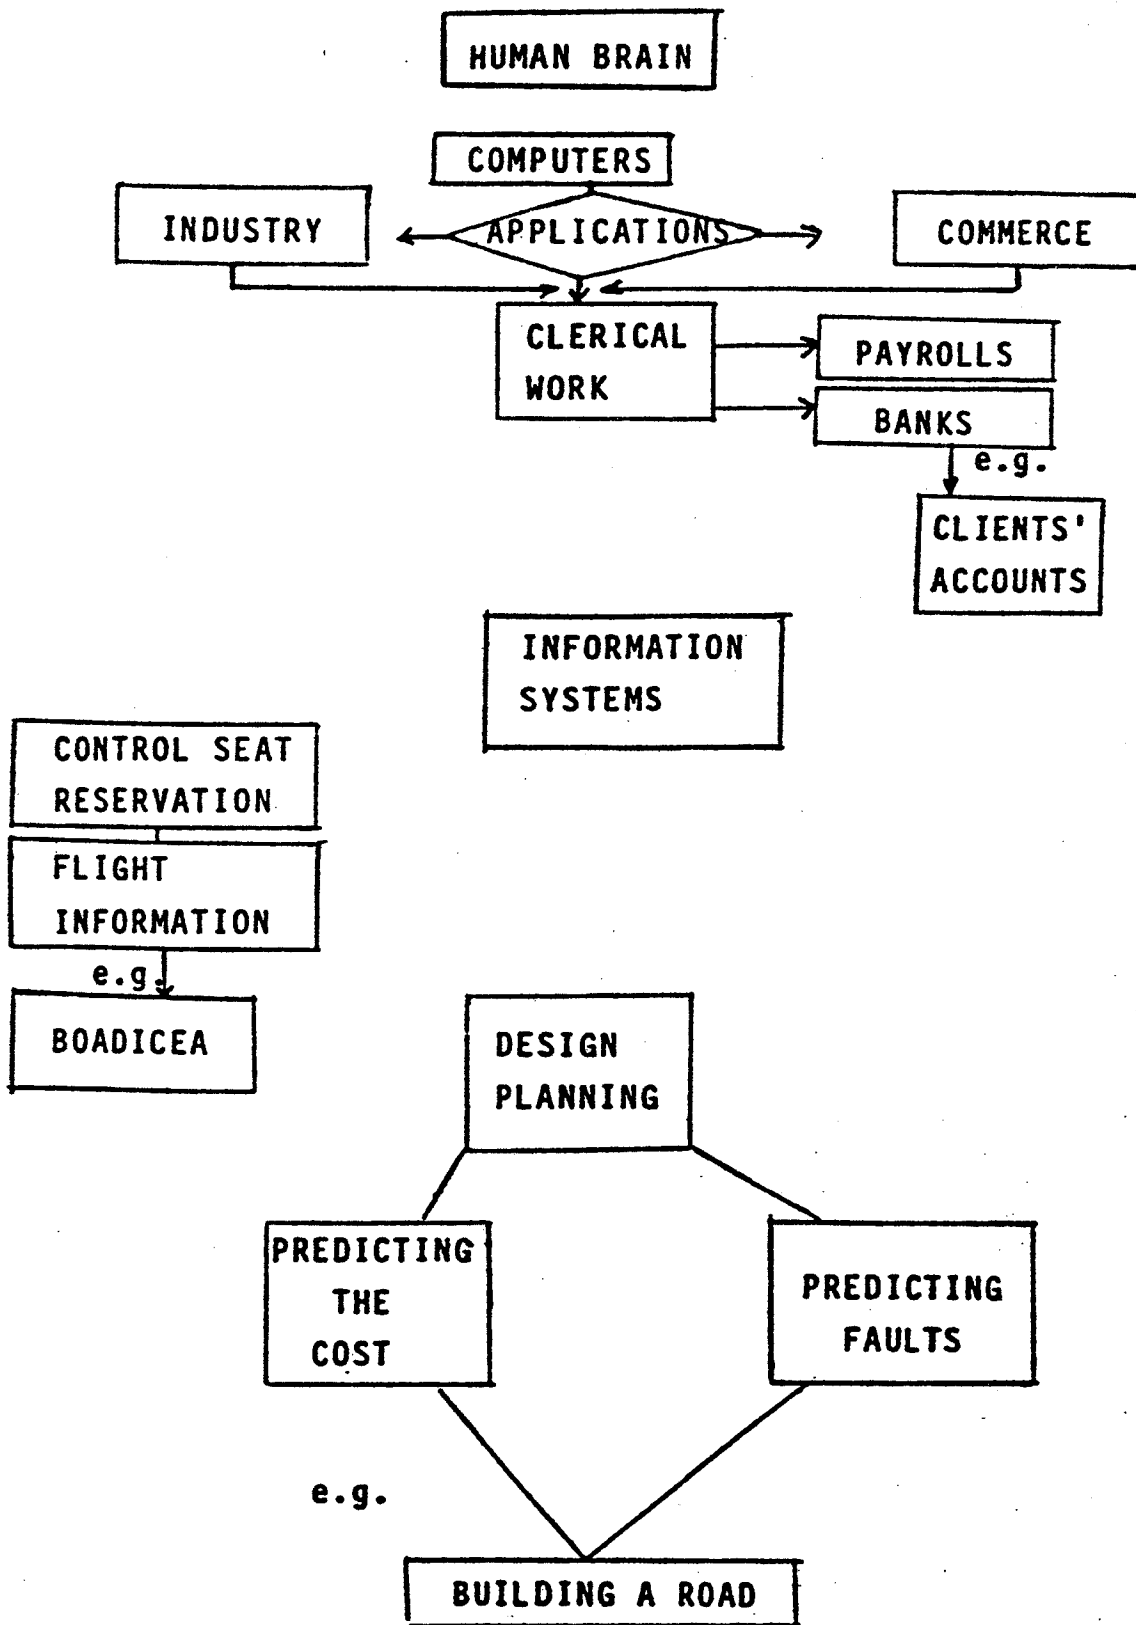 HUMAN BRAIN
COMPUTERS
INDUSTRY
APPLICATIONS
COMMERCE
CLERICAL
WORK
PAYROLLS
BANKS
e.g.
CLIENTS'
ACCOUNTS
INFORMATION
SYSTEMS
CONTROL SEAT
RESERVATION
FLIGHT
INFORMATION
e.g.
BOADICEA
DESIGN
PLANNING
PREDICTING
THE
COST
PREDICTING
FAULTS
e.g.
BUILDING A ROAD